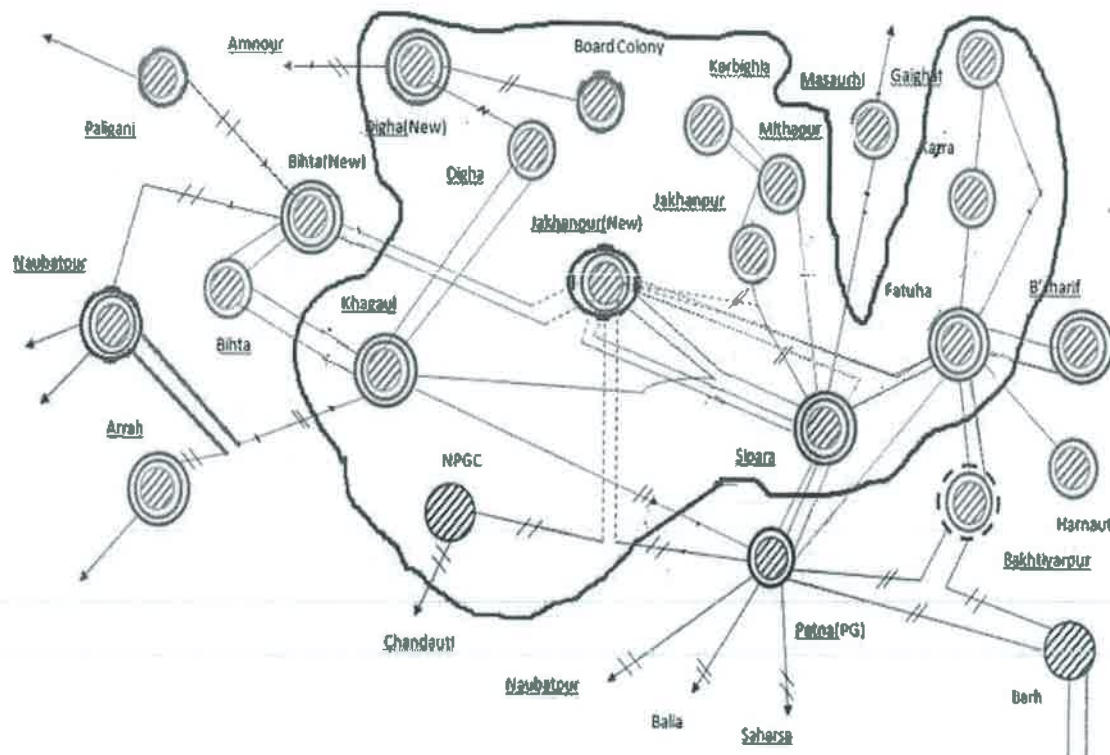 Amnour
Board Colony
Karbighia
Masaurhi
Gaighat
Paliganj
Digha(New)
Mithapur
Bihta(New)
Digha
Katra
Jakhanpur
Jakhanpur(New)
Naubatpur
Khagaul
Fatuha
B'sharif
Bihta
Arrah
NPGC
Sipara
Harnaut
Bakhtiyarpur
Chandauti
Patna(PG)
Naubatpur
Balia
Saharsa
Barh